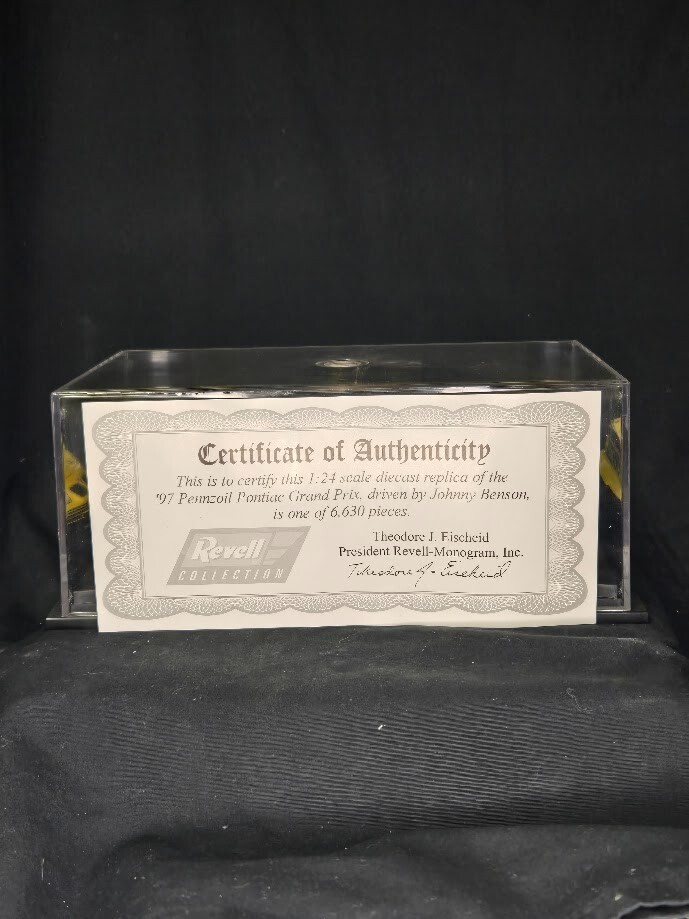 Certificate of Authenticity
This is to certify this 1:24 scale diecast replica of the
'97 Pennzoil Pontiac Grand Prix, driven by Johnny Benson,
is one of 6,630 pieces.
Revell
COLLECTION
Theodore J. Eischeid
President Revell-Monogram, Inc.
Theodore J. Eischeid